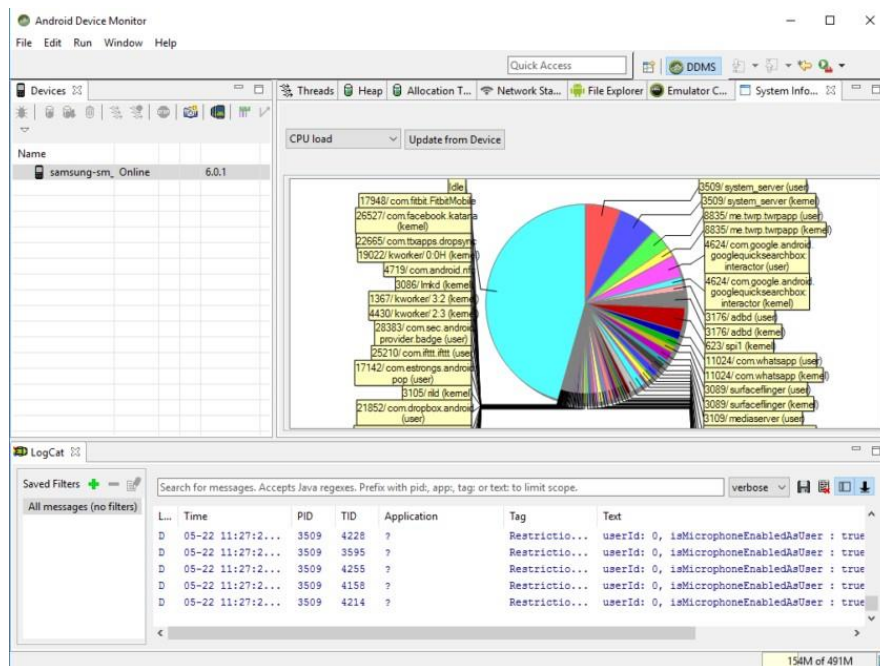 Android Device Monitor
File Edit Run Window Help
Quick Access
DDMS
Devices
Threads
Heap
Allocation T...
Network Sta...
File Explorer
Emulator C...
System Info...
Name
samsung-sm_ Online 6.0.1
CPU load
Update from Device
Idle
17948/ com.fitbit.FitbitMobile
26527/ com.facebook.katana
(kernel)
22665/ com.ttxapps.dropsync
19022/ kworker/ 0:0H (kernel)
4719/ com.android.nfc
3086/ lmkd (kernel)
1367/ kworker/ 3:2 (kernel)
4430/ kworker/ 2:3 (kernel)
28383/ com.sec.android.
provider.badge (user)
25210/ com.ifttt.ifttt (user)
17142/ com.estrongs.android.
pop (user)
3105/ rild (kernel)
21852/ com.dropbox.android
(user)
3509/ system_server (user)
3509/ system_server (kernel)
8835/ me.twrp.twrpapp (user)
8835/ me.twrp.twrpapp (kernel)
4624/ com.google.android.
googlequicksearchbox:
interactor (user)
4624/ com.google.android.
googlequicksearchbox:
interactor (kernel)
3176/ adbd (user)
3176/ adbd (kernel)
623/ spi1 (kernel)
11024/ com.whatsapp (user)
11024/ com.whatsapp (kernel)
3089/ surfaceflinger (user)
3089/ surfaceflinger (kernel)
3109/ mediaserver (user)
LogCat
Saved Filters
All messages (no filters)
Search for messages. Accepts Java regexes. Prefix with pid:, app:, tag: or text: to limit scope.
verbose
L... Time PID TID Application Tag Text
D 05-22 11:27:2... 3509 4228 ? Restrictio... userId: 0, isMicrophoneEnabledAsUser : true
D 05-22 11:27:2... 3509 3595 ? Restrictio... userId: 0, isMicrophoneEnabledAsUser : true
D 05-22 11:27:2... 3509 4255 ? Restrictio... userId: 0, isMicrophoneEnabledAsUser : true
D 05-22 11:27:2... 3509 4158 ? Restrictio... userId: 0, isMicrophoneEnabledAsUser : true
D 05-22 11:27:2... 3509 4214 ? Restrictio... userId: 0, isMicrophoneEnabledAsUser : true
154M of 491M